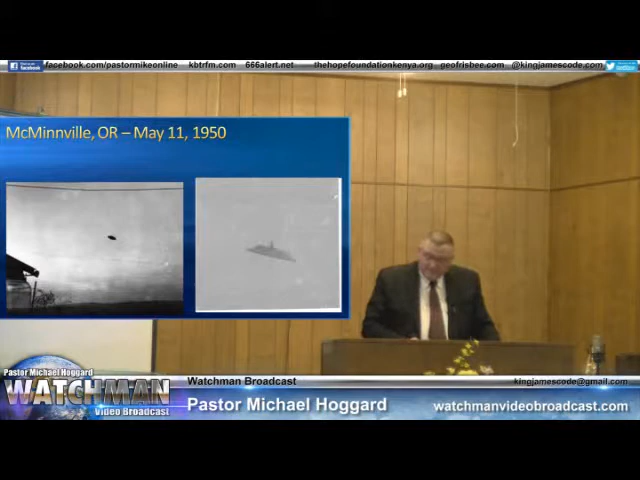 facebook.com/pastormikeonline kbtrfm.com 666alert.net thehopefoundationkenya.org geofrisbee.com @kingjamescode.com
McMinnville, OR – May 11, 1950
Pastor Michael Hoggard
WATCHMAN
Video Broadcast
Watchman Broadcast kingjamescode@gmail.com
Pastor Michael Hoggard watchmanvideobroadcast.com